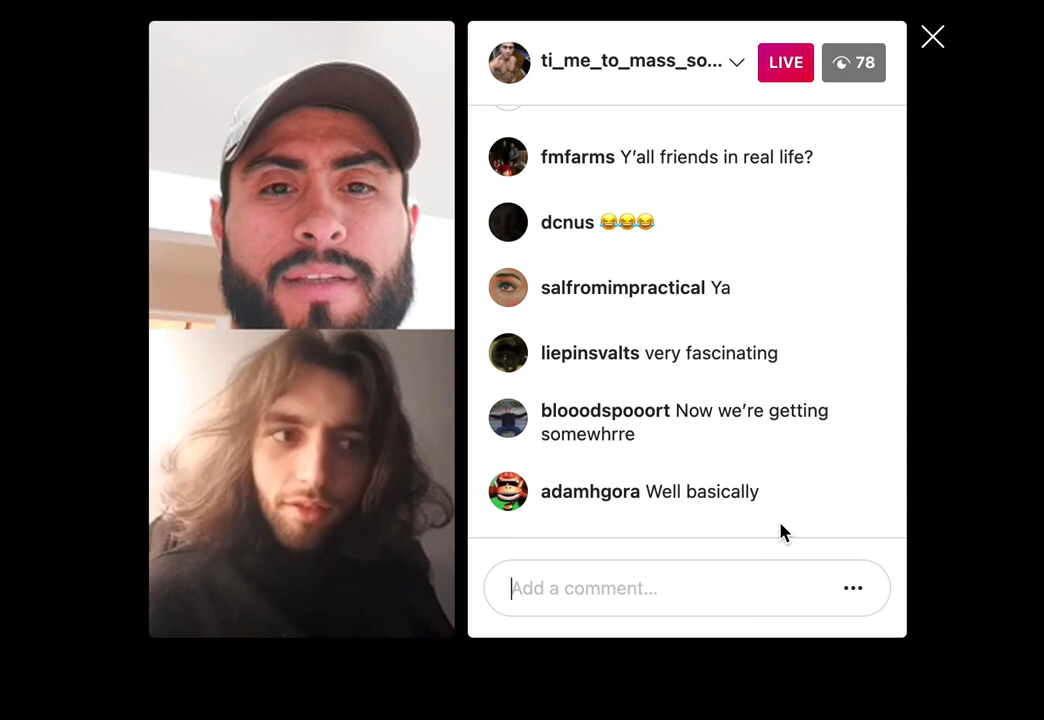 ti_me_to_mass_so...
LIVE
78
fmfarms Y’all friends in real life?
dcnus 😂😂😂
salfromimpractical Ya
liepinsvalts very fascinating
blooodspooort Now we’re getting
somewhrre
adamhgora Well basically
Add a comment...